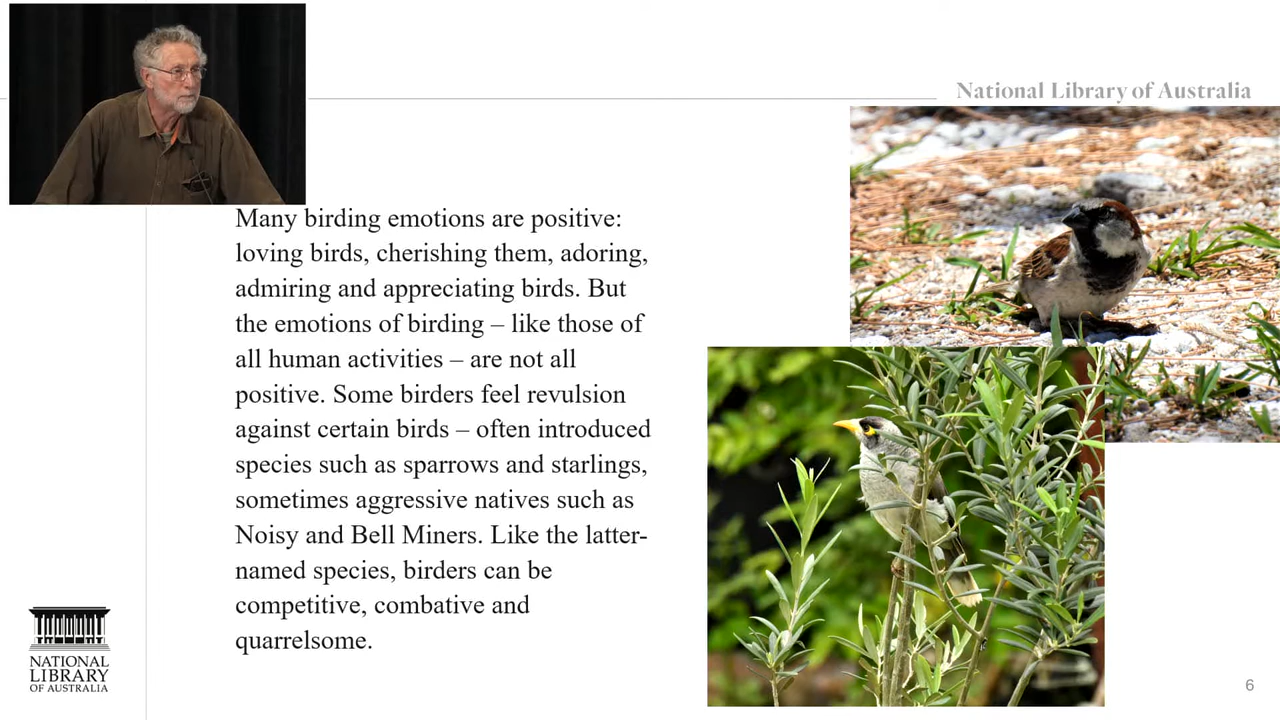 National Library of Australia
Many birding emotions are positive:
loving birds, cherishing them, adoring,
admiring and appreciating birds. But
the emotions of birding – like those of
all human activities – are not all
positive. Some birders feel revulsion
against certain birds – often introduced
species such as sparrows and starlings,
sometimes aggressive natives such as
Noisy and Bell Miners. Like the latter-
named species, birders can be
competitive, combative and
quarrelsome.
NATIONAL
LIBRARY
OF AUSTRALIA
6